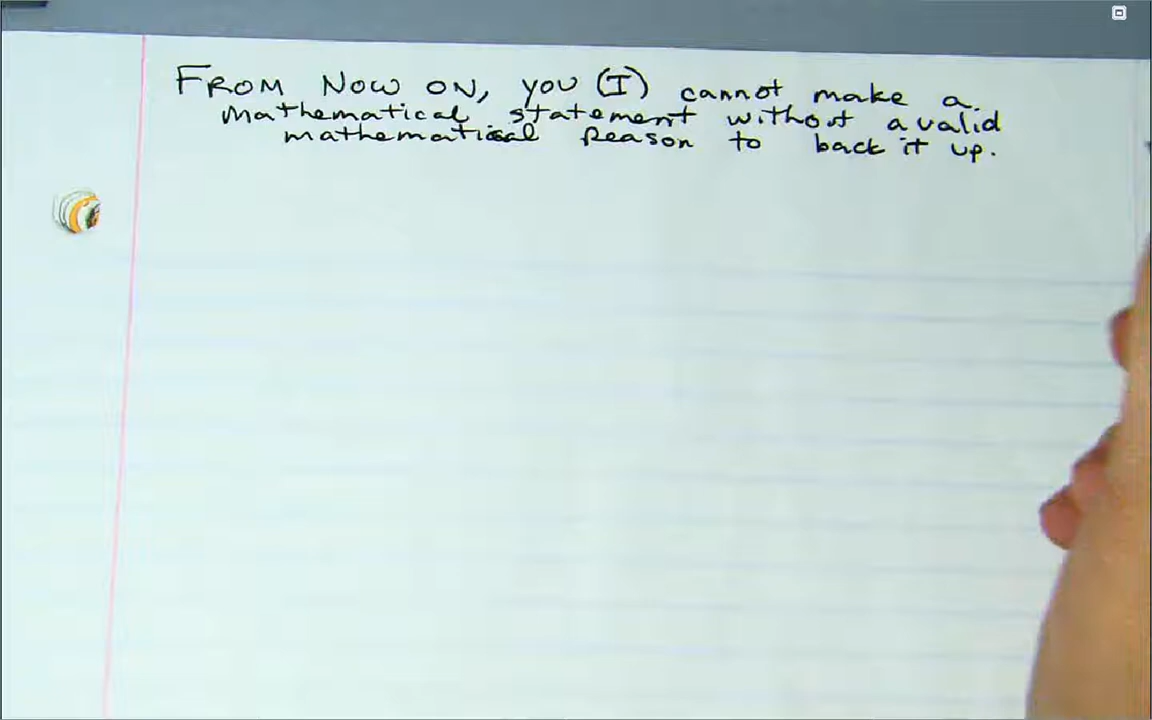 FROM NOW ON, you (I) cannot make a
mathematical statement without a valid
mathematical reason to back it up.